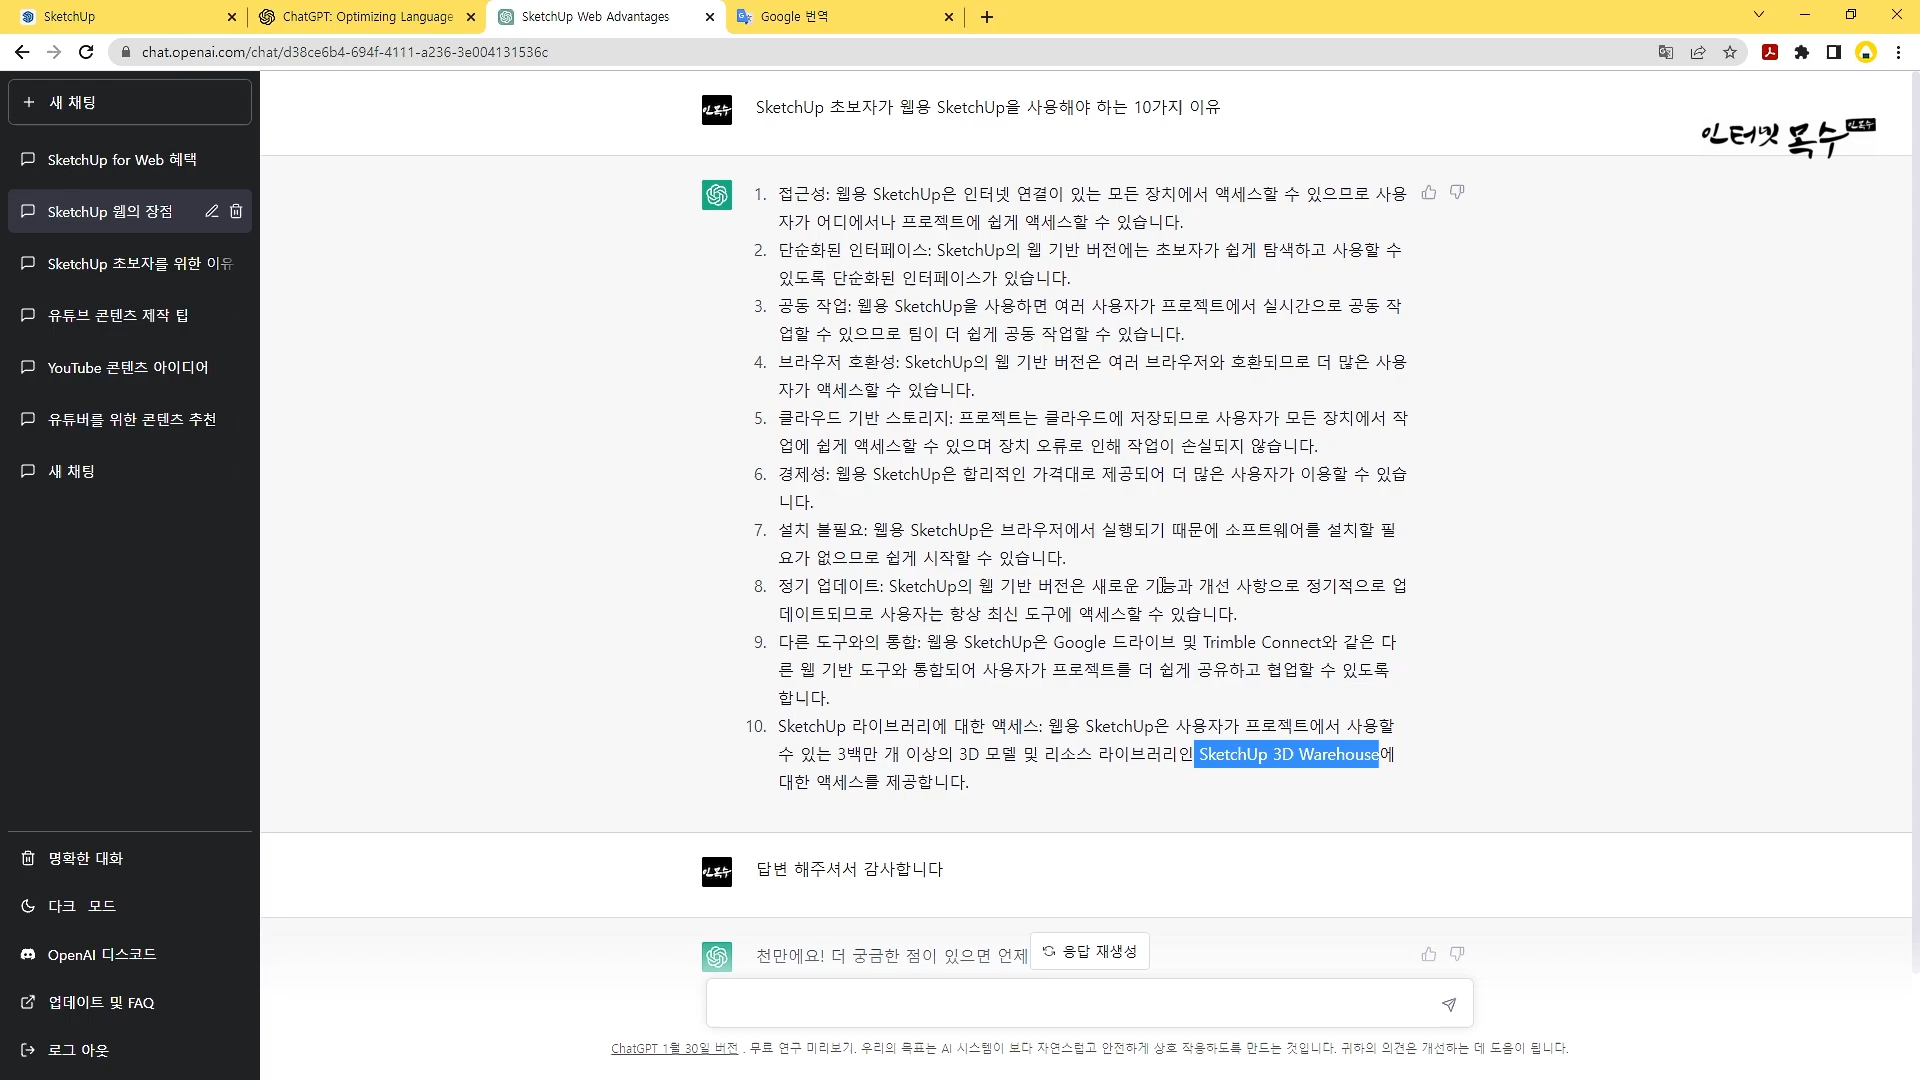 SketchUp
ChatGPT: Optimizing Language
SketchUp Web Advantages
Google 번역
chat.openai.com/chat/d38ce6b4-694f-4111-a236-3e004131536c
새 채팅
SketchUp for Web 혜택
SketchUp 웹의 장점
SketchUp 초보자를 위한 이유
유튜브 콘텐츠 제작 팁
YouTube 콘텐츠 아이디어
유튜버를 위한 콘텐츠 추천
새 채팅
명확한 대화
다크 모드
OpenAI 디스코드
업데이트 및 FAQ
로그 아웃
인목수
SketchUp 초보자가 웹용 SketchUp을 사용해야 하는 10가지 이유
인터넷 목수 인목수
1. 접근성: 웹용 SketchUp은 인터넷 연결이 있는 모든 장치에서 액세스할 수 있으므로 사용
자가 어디에서나 프로젝트에 쉽게 액세스할 수 있습니다.
2. 단순화된 인터페이스: SketchUp의 웹 기반 버전에는 초보자가 쉽게 탐색하고 사용할 수
있도록 단순화된 인터페이스가 있습니다.
3. 공동 작업: 웹용 SketchUp을 사용하면 여러 사용자가 프로젝트에서 실시간으로 공동 작
업할 수 있으므로 팀이 더 쉽게 공동 작업할 수 있습니다.
4. 브라우저 호환성: SketchUp의 웹 기반 버전은 여러 브라우저와 호환되므로 더 많은 사용
자가 액세스할 수 있습니다.
5. 클라우드 기반 스토리지: 프로젝트는 클라우드에 저장되므로 사용자가 모든 장치에서 작
업에 쉽게 액세스할 수 있으며 장치 오류로 인해 작업이 손실되지 않습니다.
6. 경제성: 웹용 SketchUp은 합리적인 가격대로 제공되어 더 많은 사용자가 이용할 수 있습
니다.
7. 설치 불필요: 웹용 SketchUp은 브라우저에서 실행되기 때문에 소프트웨어를 설치할 필
요가 없으므로 쉽게 시작할 수 있습니다.
8. 정기 업데이트: SketchUp의 웹 기반 버전은 새로운 기능과 개선 사항으로 정기적으로 업
데이트되므로 사용자는 항상 최신 도구에 액세스할 수 있습니다.
9. 다른 도구와의 통합: 웹용 SketchUp은 Google 드라이브 및 Trimble Connect와 같은 다
른 웹 기반 도구와 통합되어 사용자가 프로젝트를 더 쉽게 공유하고 협업할 수 있도록
합니다.
10. SketchUp 라이브러리에 대한 액세스: 웹용 SketchUp은 사용자가 프로젝트에서 사용할
수 있는 3백만 개 이상의 3D 모델 및 리소스 라이브러리인 SketchUp 3D Warehouse에
대한 액세스를 제공합니다.
인목수
답변 해주셔서 감사합니다
천만에요! 더 궁금한 점이 있으면 언제
응답 재생성
ChatGPT 1월 30일 버전 . 무료 연구 미리보기. 우리의 목표는 AI 시스템이 보다 자연스럽고 안전하게 상호 작용하도록 만드는 것입니다. 귀하의 의견은 개선하는 데 도움이 됩니다.